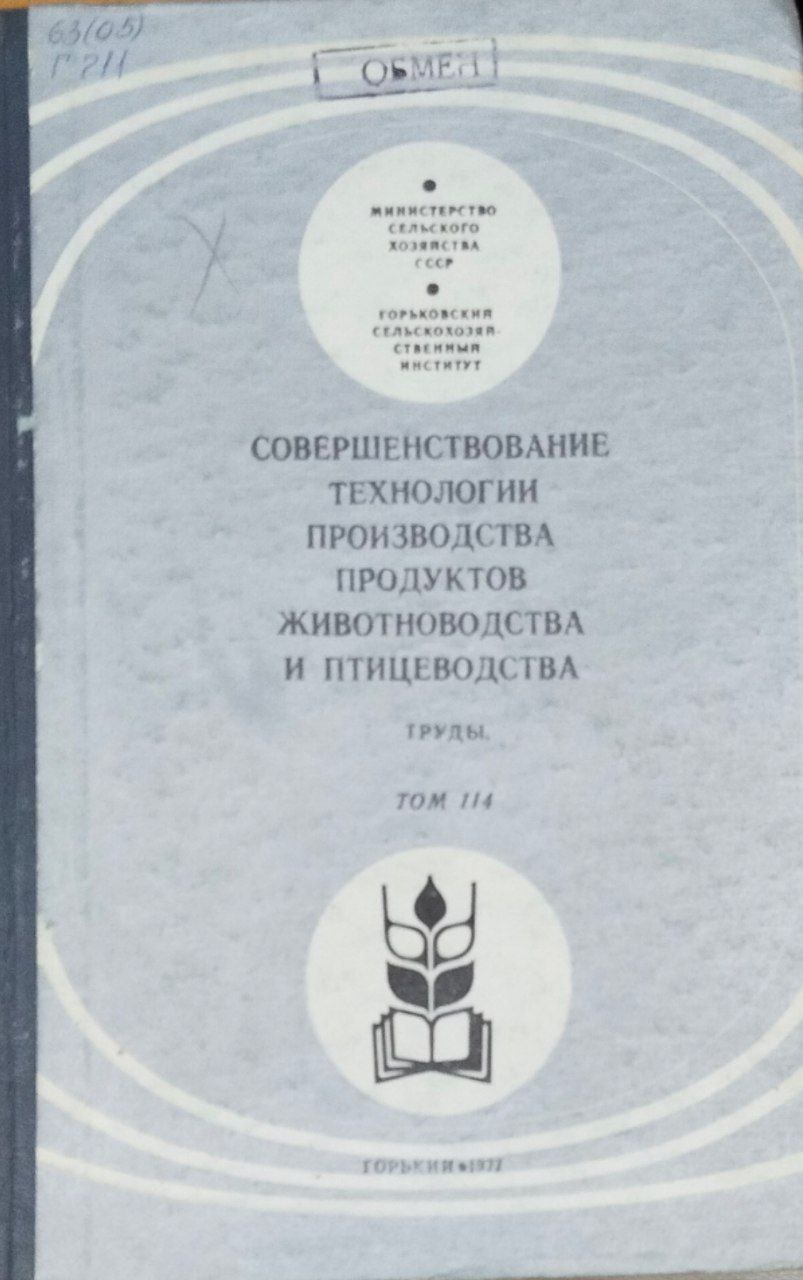 63(05)
Г 211
ОБМЕН
МИНИСТЕРСТВО
СЕЛЬСКОГО
ХОЗЯЙСТВА
СССР
ГОРЬКОВСКИЙ
СЕЛЬСКОХОЗЯЙ-
СТВЕННЫЙ
ИНСТИТУТ
СОВЕРШЕНСТВОВАНИЕ
ТЕХНОЛОГИИ
ПРОИЗВОДСТВА
ПРОДУКТОВ
ЖИВОТНОВОДСТВА
И ПТИЦЕВОДСТВА
ТРУДЫ.
ТОМ 114
ГОРЬКИЙ • 1977